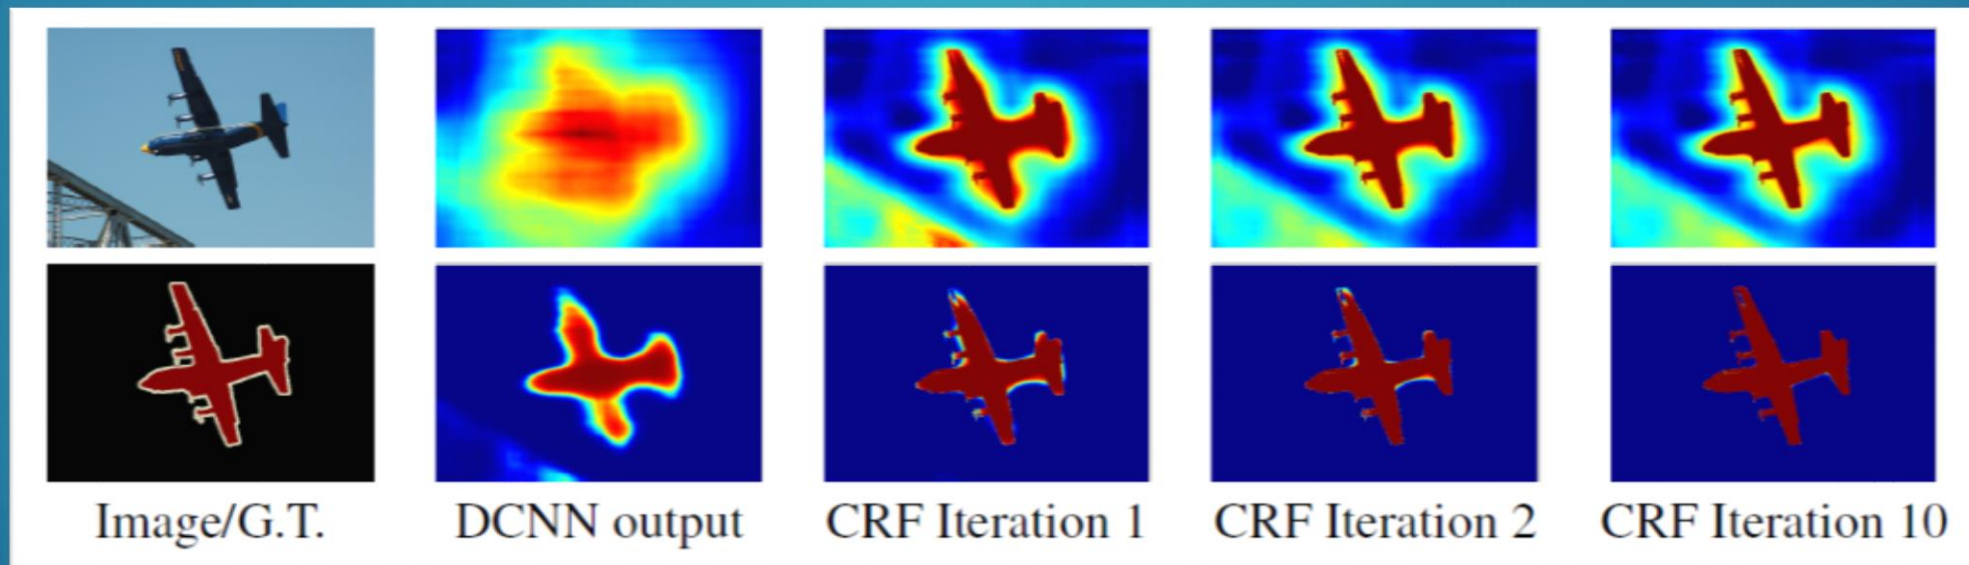 Image/G.T.
DCNN output
CRF Iteration 1
CRF Iteration 2
CRF Iteration 10